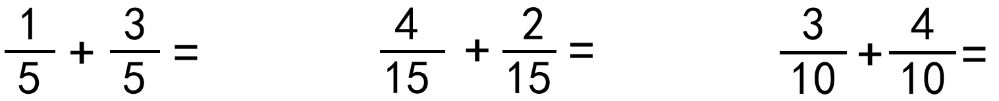 1/5 + 3/5 = 4/15 + 2/15 = 3/10 + 4/10 =